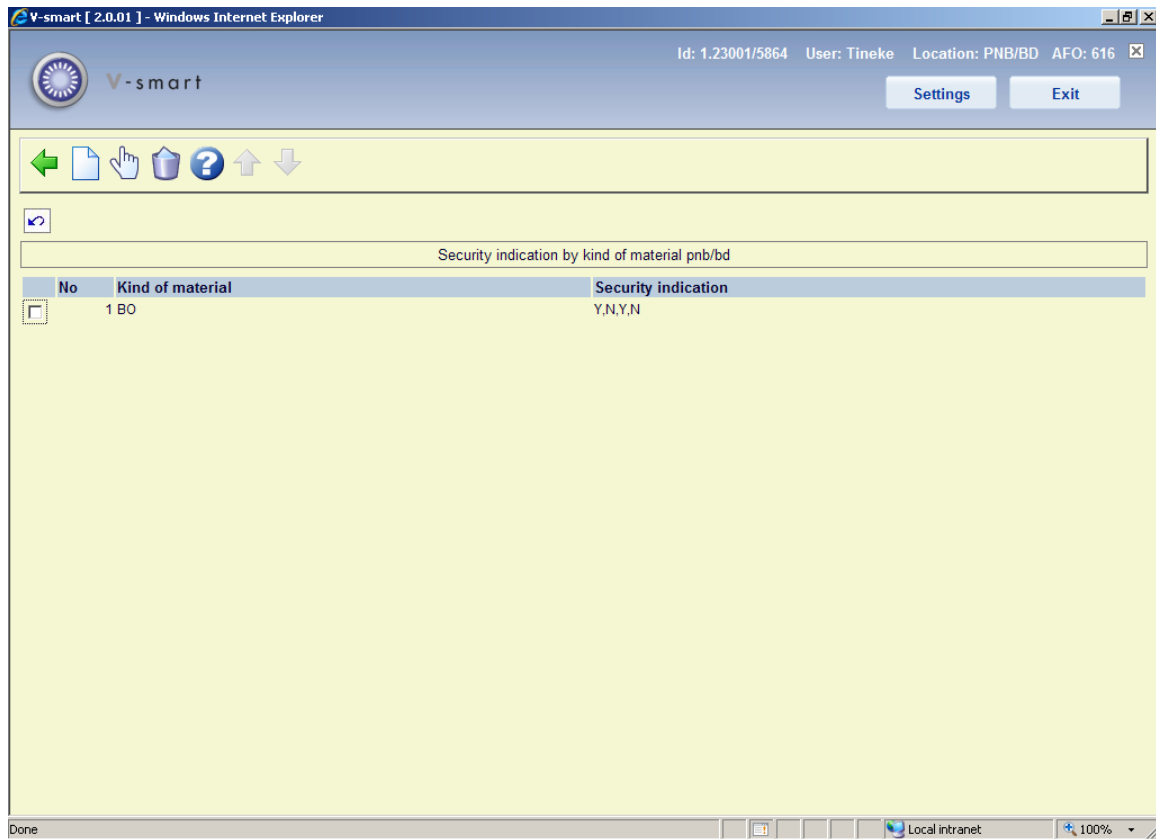 V-smart [ 2.0.01 ] - Windows Internet Explorer
Id: 1.23001/5864 User: Tineke Location: PNB/BD AFO: 616
V-smart
Settings Exit
Security indication by kind of material pnb/bd
No Kind of material Security indication
1 BO Y,N,Y,N
Done Local intranet 100%